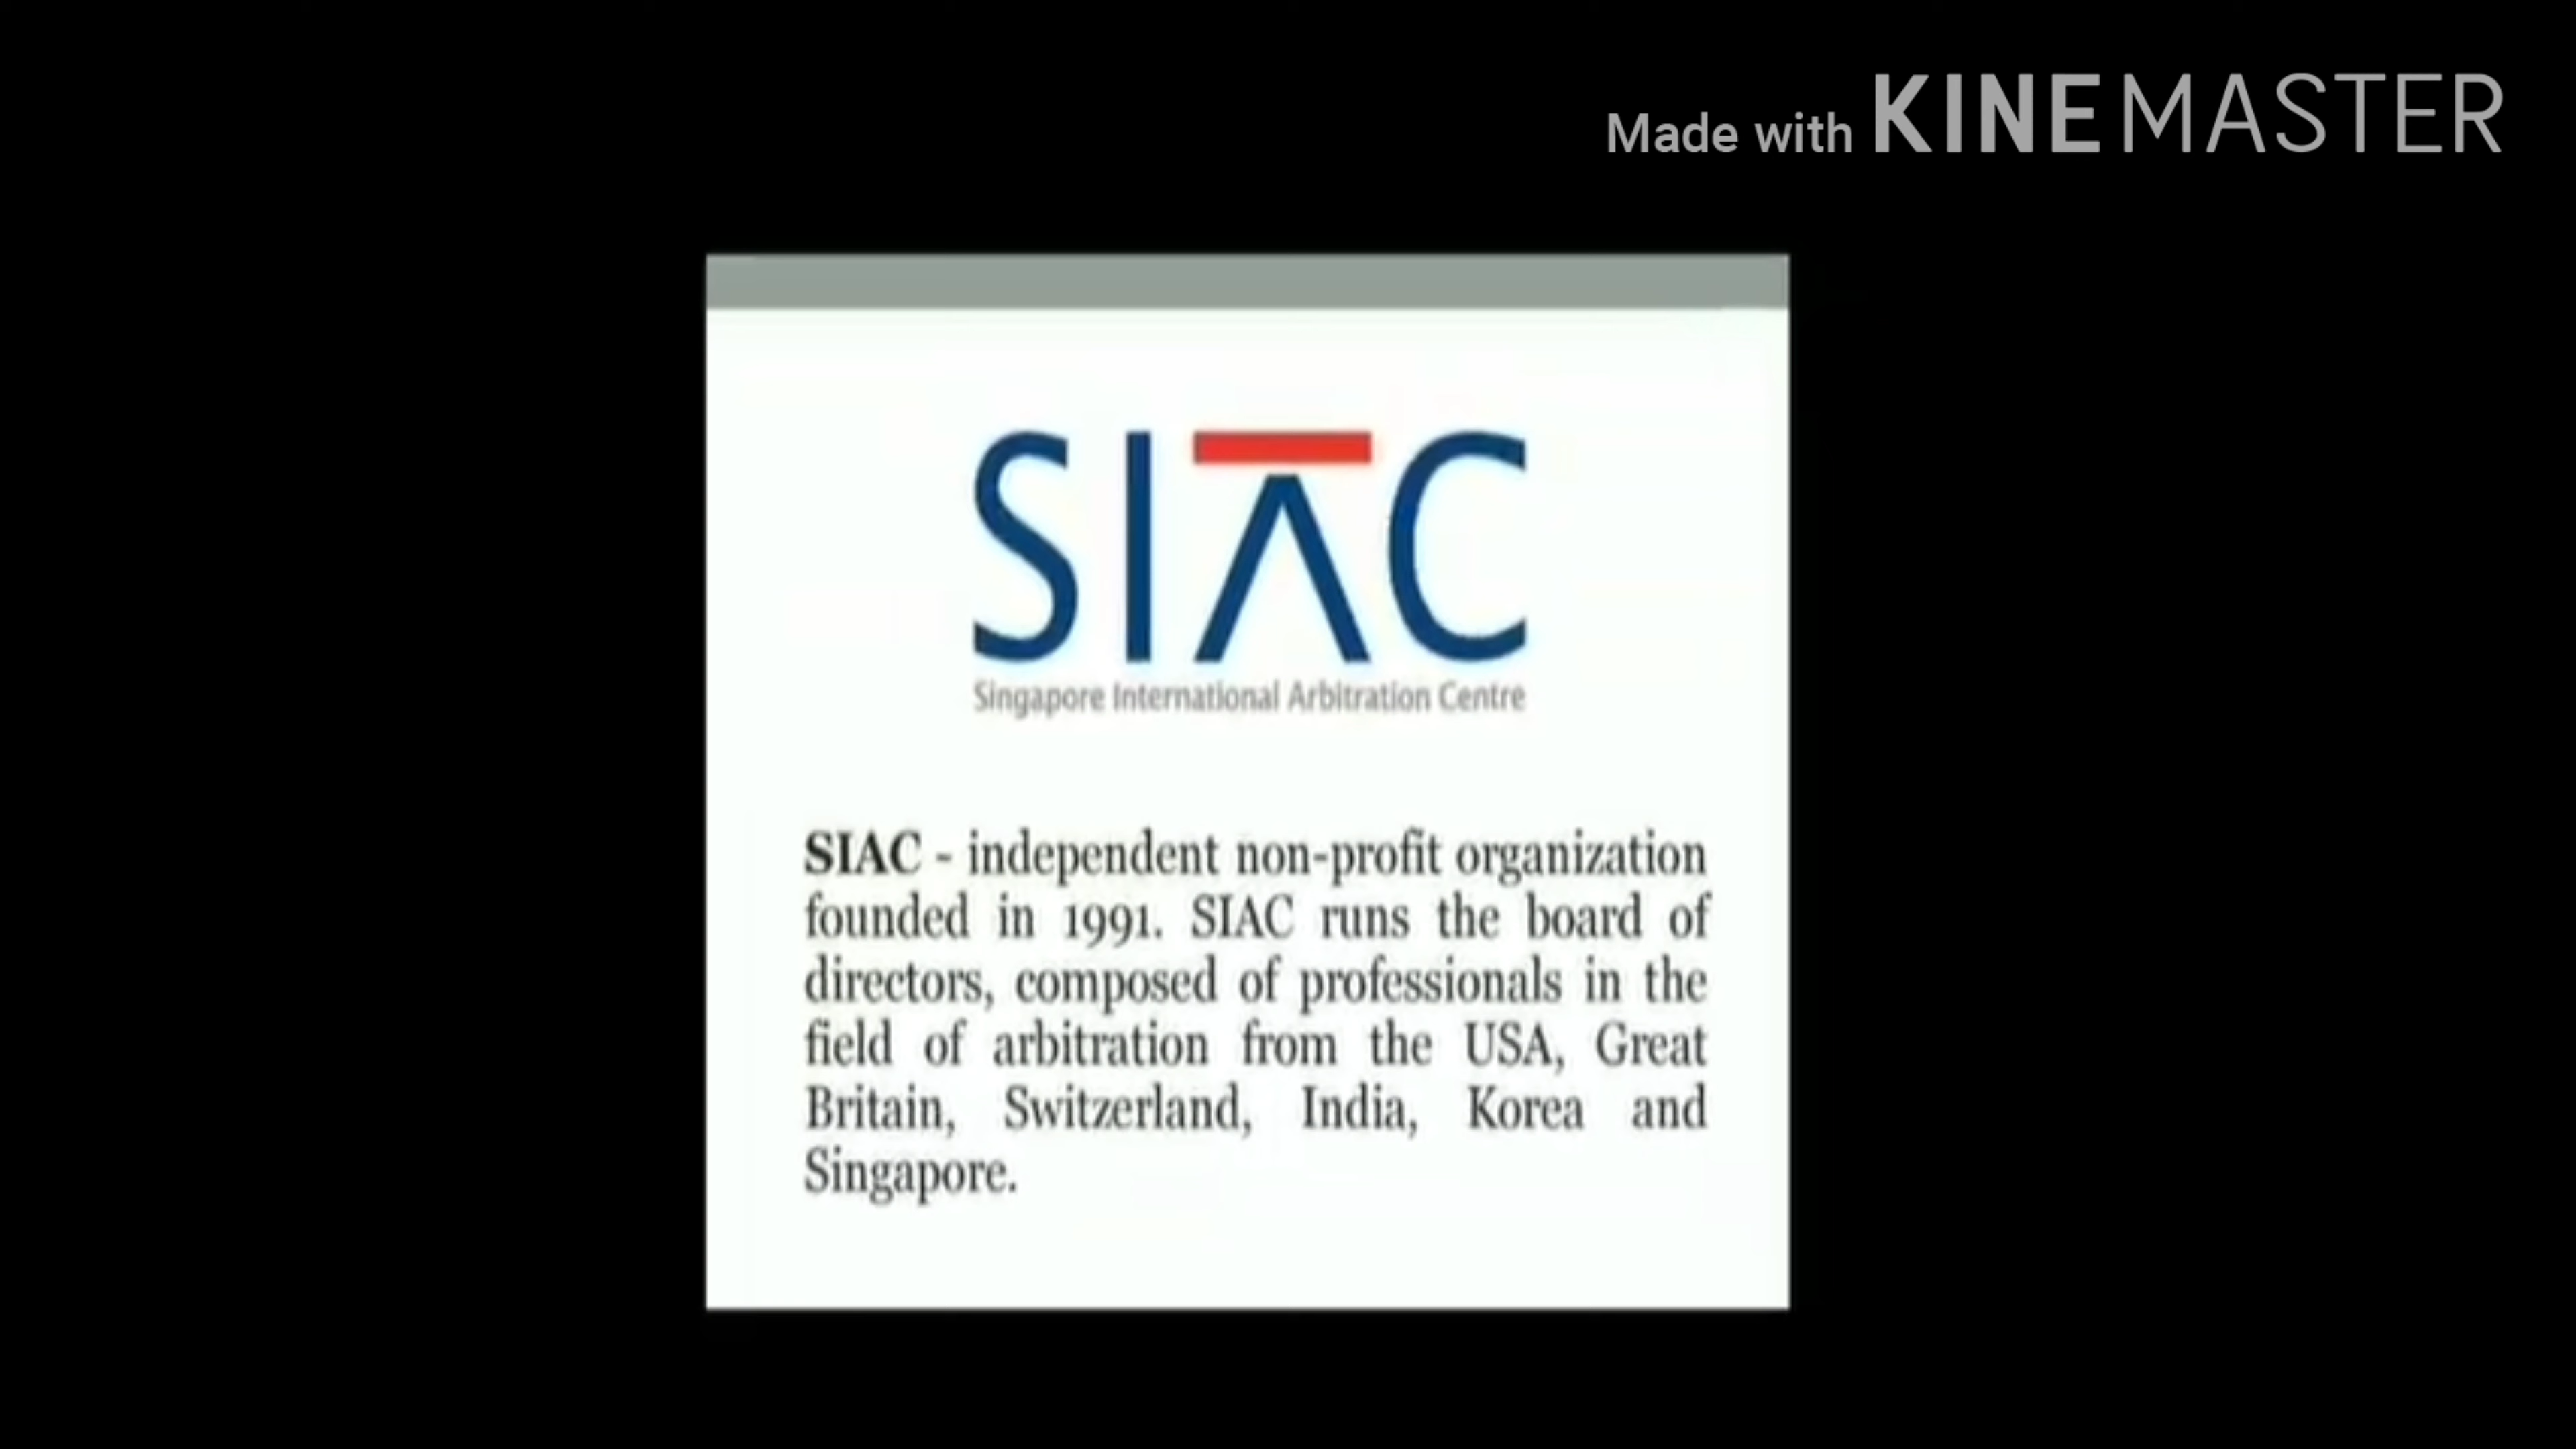 Made with KINEMASTER
SIAC
Singapore International Arbitration Centre
SIAC - independent non-profit organization
founded in 1991. SIAC runs the board of
directors, composed of professionals in the
field of arbitration from the USA, Great
Britain, Switzerland, India, Korea and
Singapore.